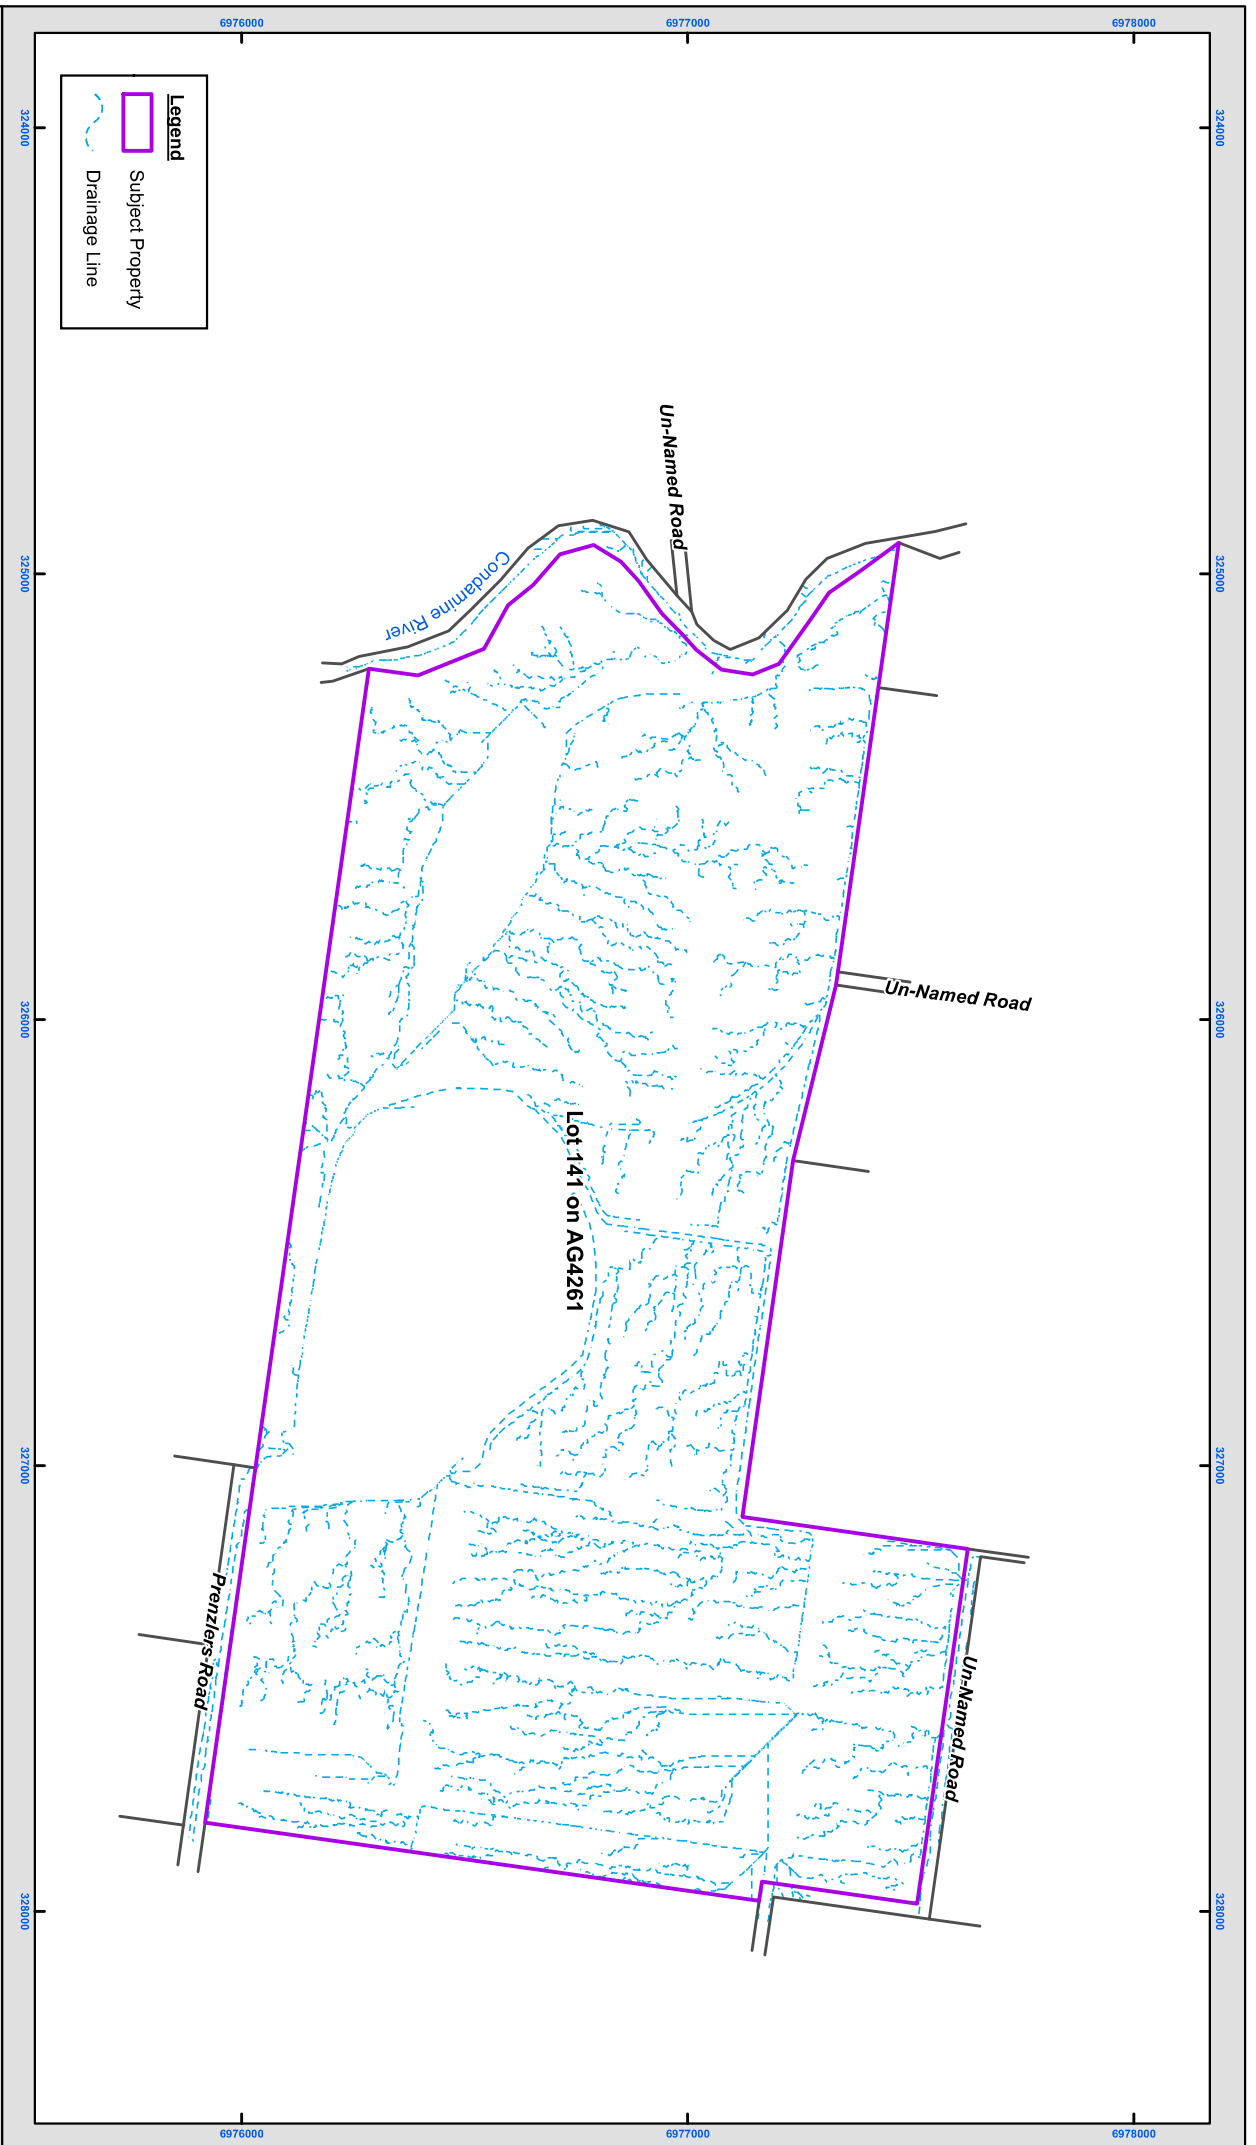 6976000
6977000
6978000
324000
324000
Legend
Subject Property
Drainage Line
Un-Named Road
325000
325000
Condamine River
326000
326000
Un-Named Road
Lot 141 on AG4261
327000
327000
Prenzlers Road
Un-Named Road
328000
328000
6976000
6977000
6978000